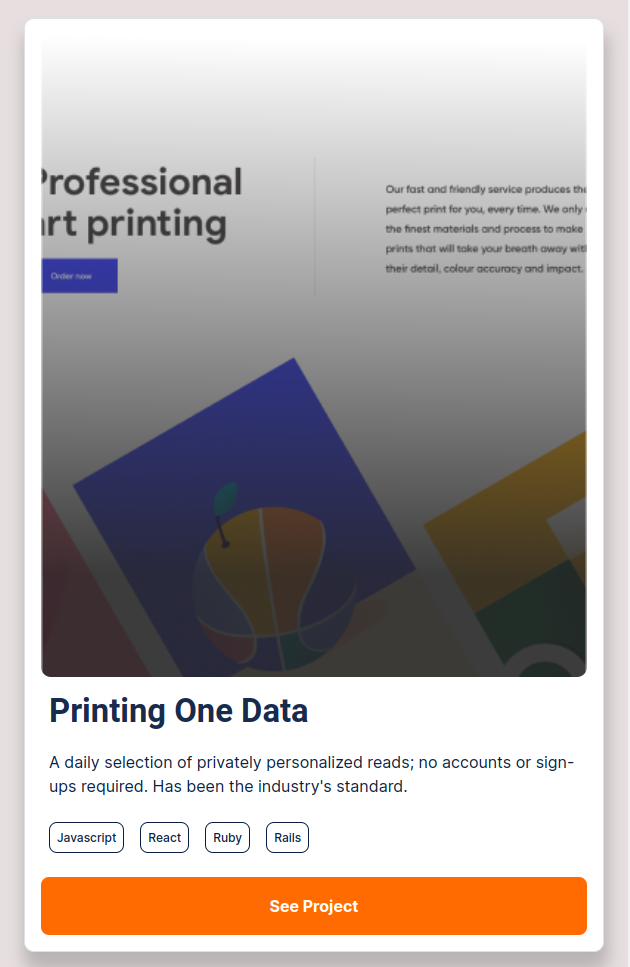 Professional
art printing
Order now
Our fast and friendly service produces the
perfect print for you, every time. We only
the finest materials and process to make
prints that will take your breath away with
their detail, colour accuracy and impact.
Printing One Data
A daily selection of privately personalized reads; no accounts or sign-
ups required. Has been the industry's standard.
Javascript React Ruby Rails
See Project